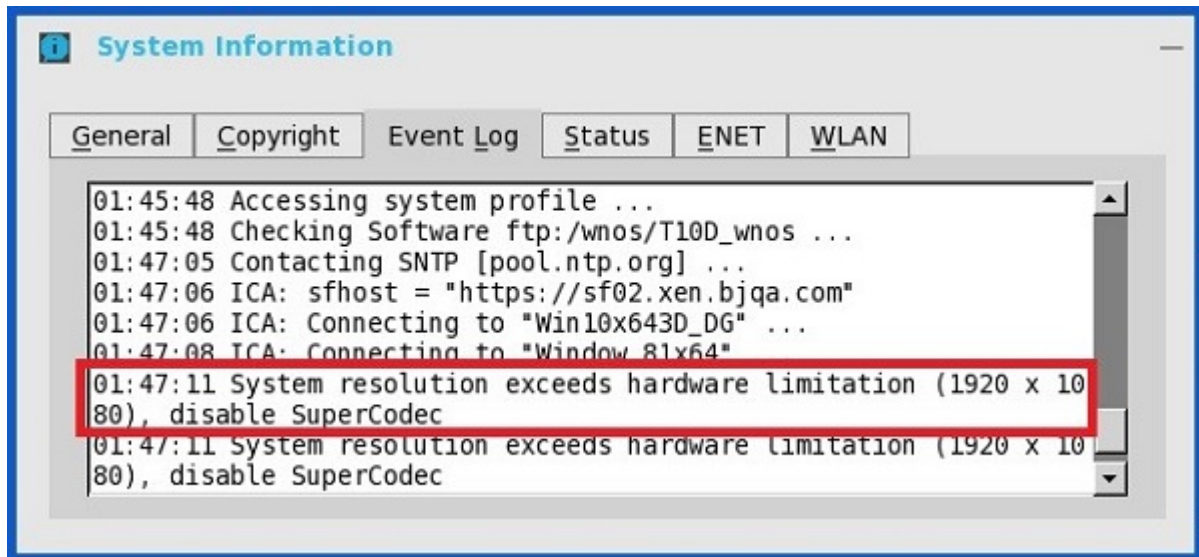 System Information
General Copyright Event Log Status ENET WLAN
01:45:48 Accessing system profile ...
01:45:48 Checking Software ftp:/wnos/T10D_wnos ...
01:47:05 Contacting SNTP [pool.ntp.org] ...
01:47:06 ICA: sfhost = "https://sf02.xen.bjqa.com"
01:47:06 ICA: Connecting to "Win10x643D_DG" ...
01:47:08 ICA: Connecting to "Window 81x64"
01:47:11 System resolution exceeds hardware limitation (1920 x 10
80), disable SuperCodec
01:47:11 System resolution exceeds hardware limitation (1920 x 10
80), disable SuperCodec